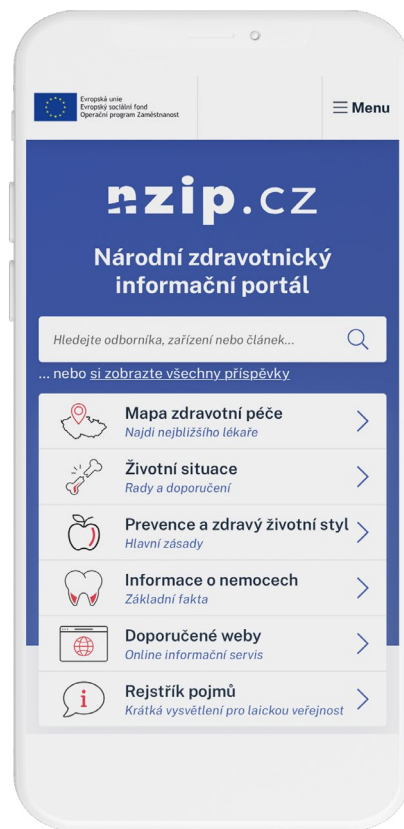 Evropská unie
Evropský sociální fond
Operační program Zaměstnanost
Menu
nzip.cz
Národní zdravotnický
informační portál
Hledejte odborníka, zařízení nebo článek...
... nebo si zobrazte všechny příspěvky
Mapa zdravotní péče
Najdi nejbližšího lékaře
Životní situace
Rady a doporučení
Prevence a zdravý životní styl
Hlavní zásady
Informace o nemocech
Základní fakta
Doporučené weby
Online informační servis
Rejstřík pojmů
Krátká vysvětlení pro laickou veřejnost